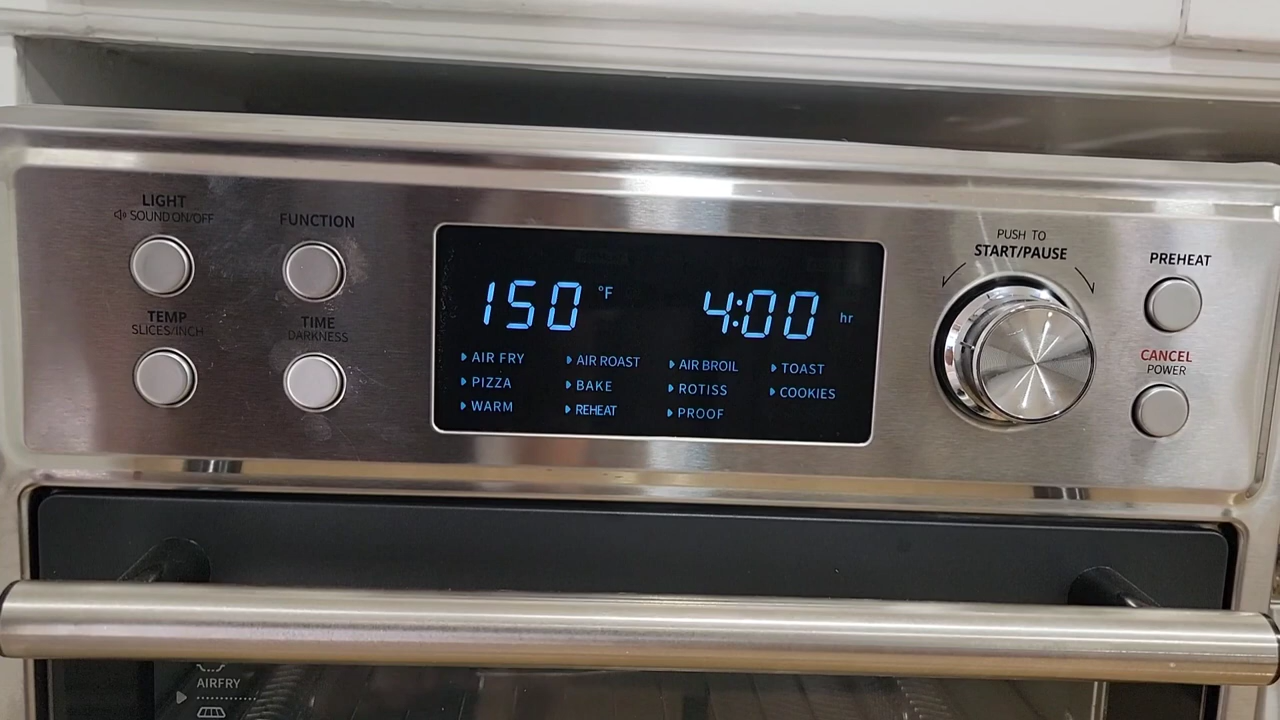 LIGHT
SOUND ON/OFF
FUNCTION
TEMP
SLICES/INCH
TIME
DARKNESS
150 °F 4:00 hr
AIR FRY AIR ROAST AIR BROIL TOAST
PIZZA BAKE ROTISS COOKIES
WARM REHEAT PROOF
PUSH TO
START/PAUSE
PREHEAT
CANCEL
POWER
AIRFRY